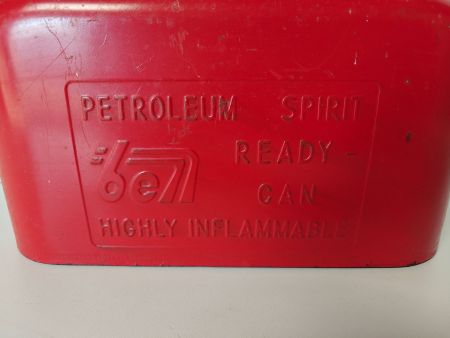 PETROLEUM SPIRIT
READY -
CAN
HIGHLY INFLAMMABLE